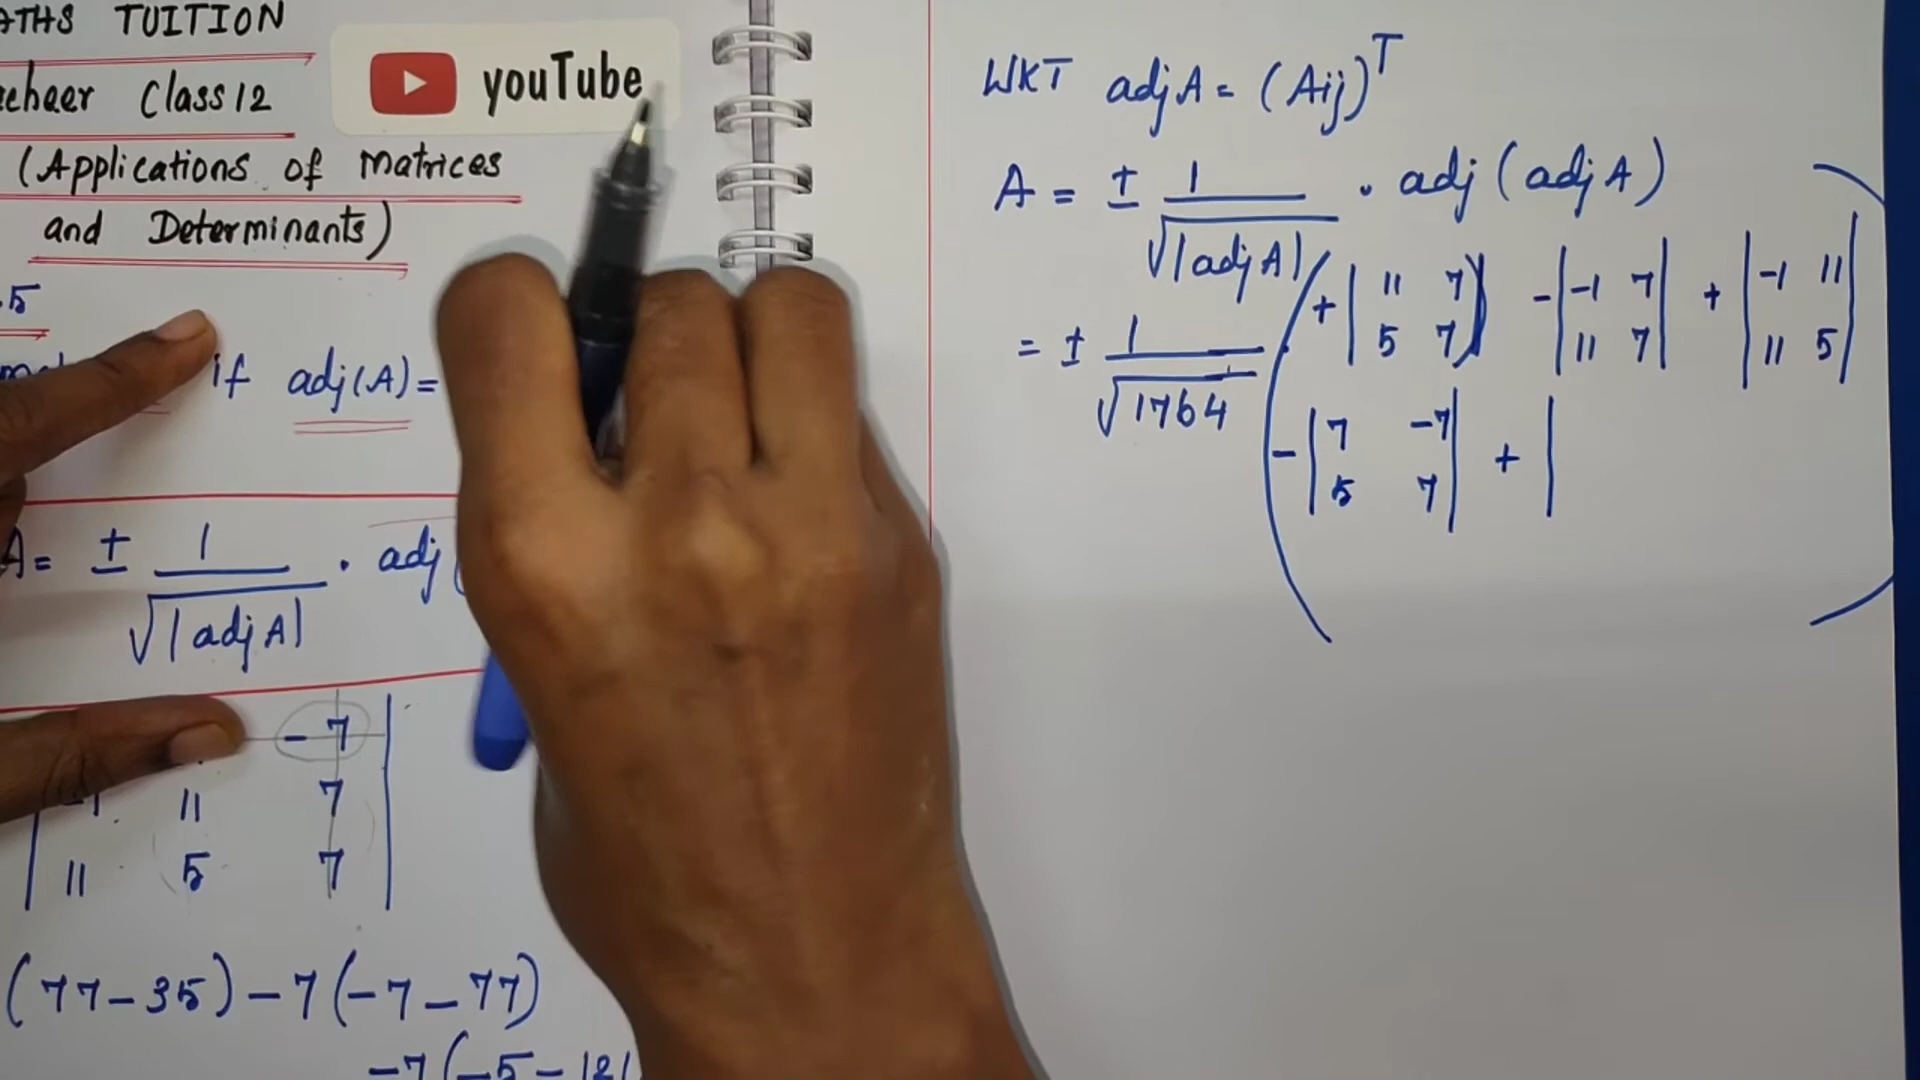 TUITION
youTube
Class 12
(Applications of Matrices
and Determinants)
if adj(A)=
A= ± 1/√|adj A| . adj
-7
11 7
11 5 7
(77-35)-7(-7-77)
-7(-5-121
WKT adj A = (Aij)^T
A = ± 1/√|adj A| . adj (adj A)
= ± 1/√1764 . ( + |11 7| - |-1 7| + |-1 11|
|5 7| |11 7| |11 5|
- |7 -7| + |
|5 7|